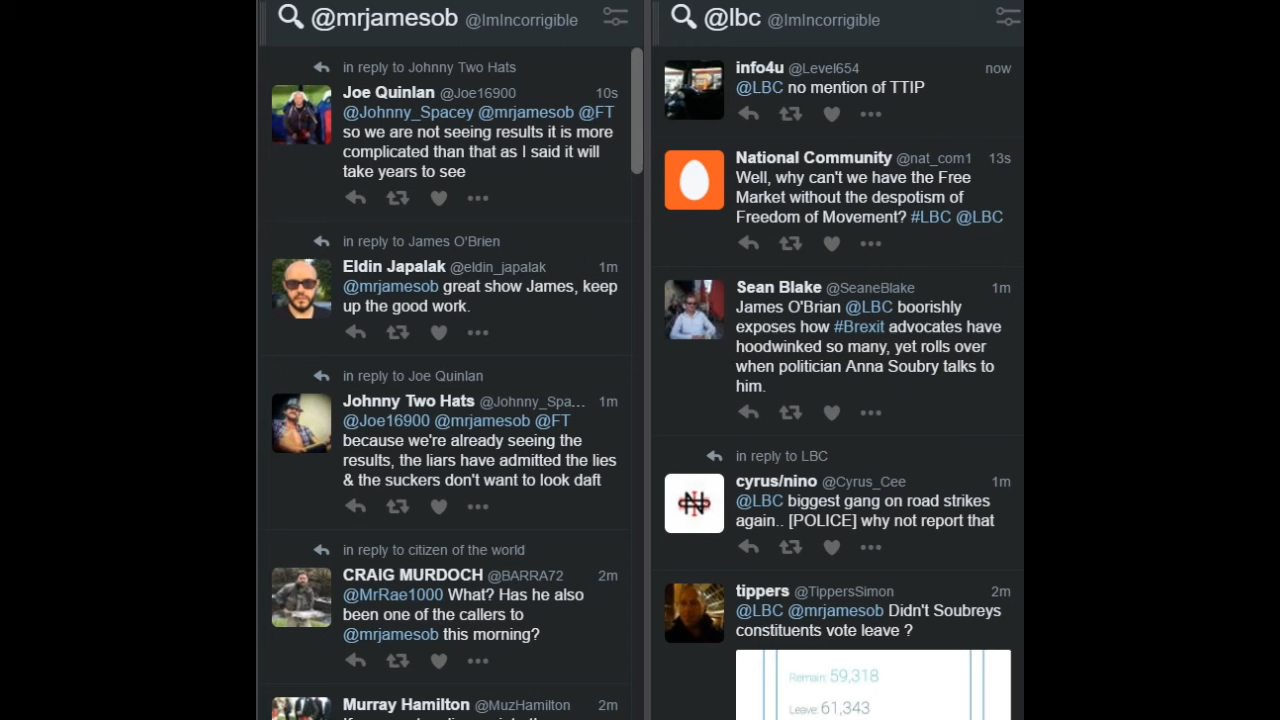 @mrjamesob @ImIncorrigible
in reply to Johnny Two Hats
Joe Quinlan @Joe16900 10s
@Johnny_Spacey @mrjamesob @FT
so we are not seeing results it is more
complicated than that as I said it will
take years to see
in reply to James O'Brien
Eldin Japalak @eldin_japalak 1m
@mrjamesob great show James, keep
up the good work.
in reply to Joe Quinlan
Johnny Two Hats @Johnny_Spa... 1m
@Joe16900 @mrjamesob @FT
because we're already seeing the
results, the liars have admitted the lies
& the suckers don't want to look daft
in reply to citizen of the world
CRAIG MURDOCH @BARRA72 2m
@MrRae1000 What? Has he also
been one of the callers to
@mrjamesob this morning?
Murray Hamilton @MuzHamilton 2m
@lbc @ImIncorrigible
info4u @Level654 now
@LBC no mention of TTIP
National Community @nat_com1 13s
Well, why can't we have the Free
Market without the despotism of
Freedom of Movement? #LBC @LBC
Sean Blake @SeaneBlake 1m
James O'Brian @LBC boorishly
exposes how #Brexit advocates have
hoodwinked so many, yet rolls over
when politician Anna Soubry talks to
him.
in reply to LBC
cyrus/nino @Cyrus_Cee 1m
@LBC biggest gang on road strikes
again.. [POLICE] why not report that
tippers @TippersSimon 2m
@LBC @mrjamesob Didn't Soubreys
constituents vote leave ?
Remain: 59,318
Leave: 61,343